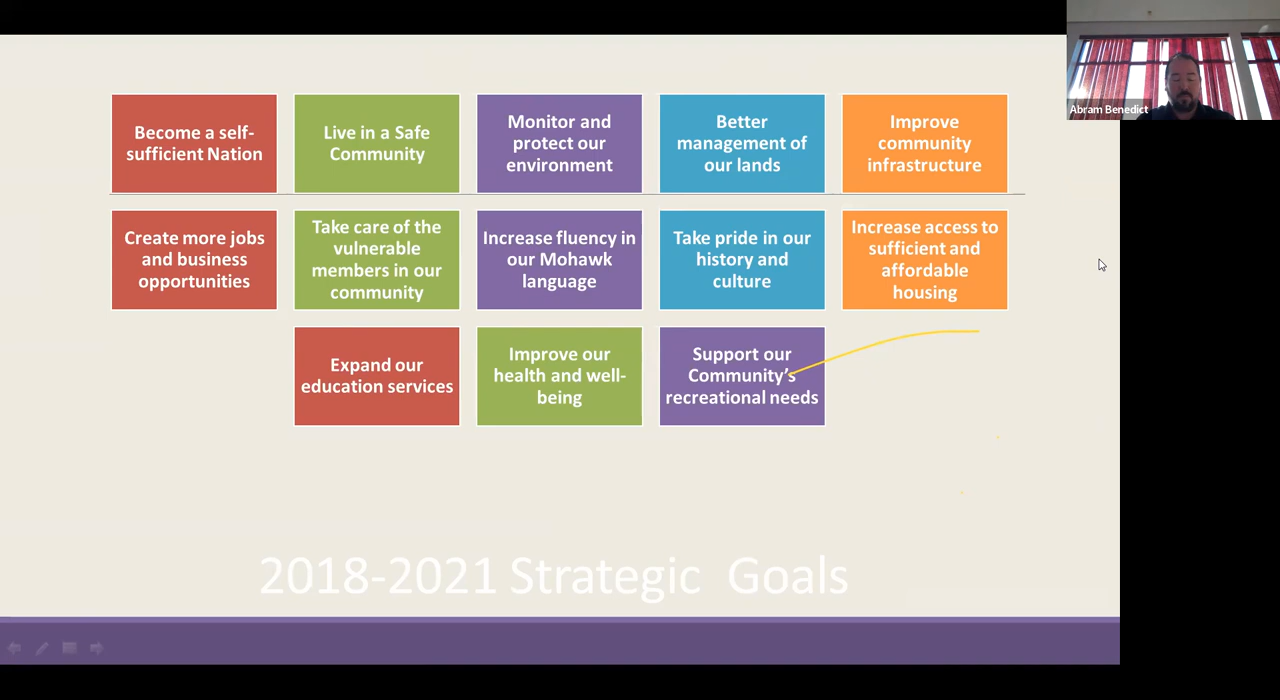 Abram Benedict
Become a self-
sufficient Nation
Live in a Safe
Community
Monitor and
protect our
environment
Better
management of
our lands
Improve
community
infrastructure
Create more jobs
and business
opportunities
Take care of the
vulnerable
members in our
community
Increase fluency in
our Mohawk
language
Take pride in our
history and
culture
Increase access to
sufficient and
affordable
housing
Expand our
education services
Improve our
health and well-
being
Support our
Community's
recreational needs
2018-2021 Strategic Goals